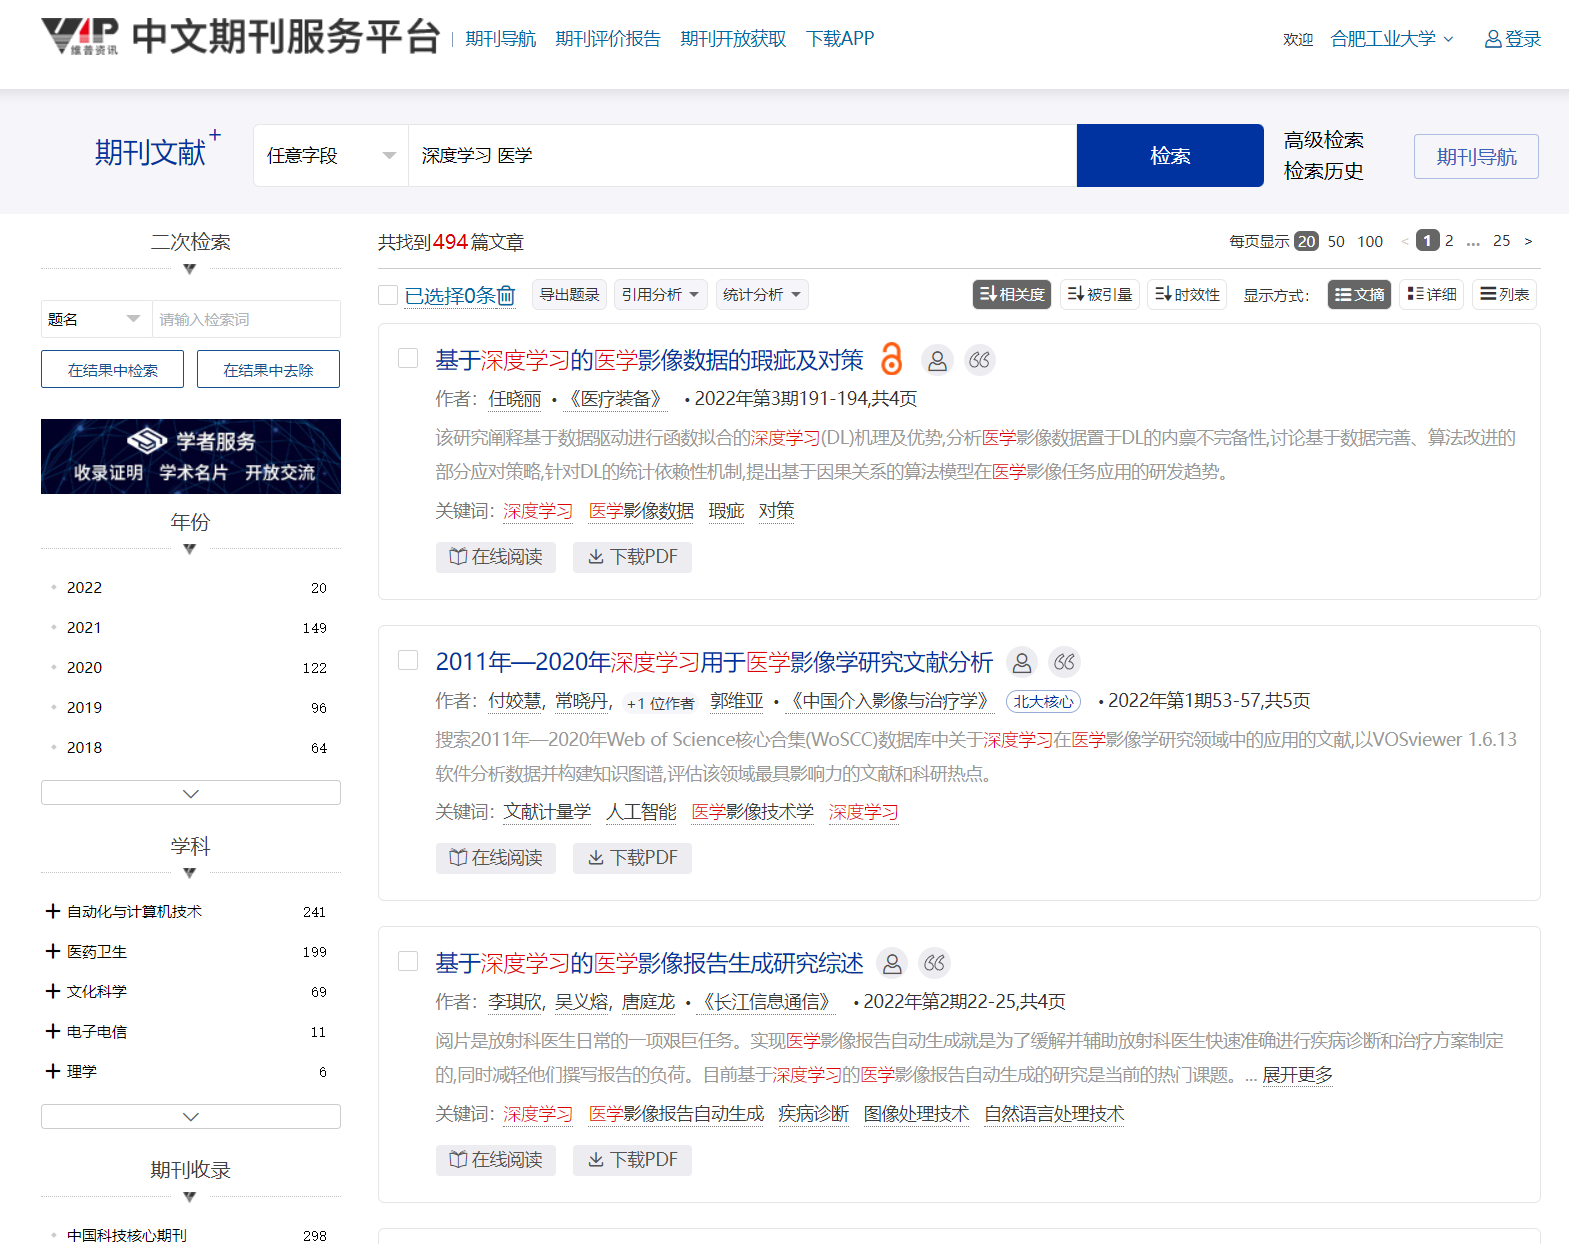 VIP 维普资讯 中文期刊服务平台 期刊导航 期刊评价报告 期刊开放获取 下载APP 欢迎 合肥工业大学 登录
期刊文献+ 任意字段 深度学习 医学 检索 高级检索 期刊导航
检索历史
二次检索
题名 请输入检索词
在结果中检索 在结果中去除
学者服务
收录证明 学术名片 开放交流
年份
2022 20
2021 149
2020 122
2019 96
2018 64
学科
自动化与计算机技术 241
医药卫生 199
文化科学 69
电子电信 11
理学 6
期刊收录
中国科技核心期刊 298
共找到494篇文章 每页显示 20 50 100 < 1 2 ... 25 >
已选择0条 导出题录 引用分析 统计分析 相关度 被引量 时效性 显示方式： 文摘 详细 列表
基于深度学习的医学影像数据的瑕疵及对策
作者： 任晓丽 • 《医疗装备》 • 2022年第3期191-194,共4页
该研究阐释基于数据驱动进行函数拟合的深度学习(DL)机理及优势,分析医学影像数据置于DL的内禀不完备性,讨论基于数据完善、算法改进的
部分应对策略,针对DL的统计依赖性机制,提出基于因果关系的算法模型在医学影像任务应用的研发趋势。
关键词： 深度学习 医学影像数据 瑕疵 对策
在线阅读 下载PDF
2011年—2020年深度学习用于医学影像学研究文献分析
作者： 付姣慧, 常晓丹, +1 位作者 郭维亚 • 《中国介入影像与治疗学》 北大核心 • 2022年第1期53-57,共5页
搜索2011年—2020年Web of Science核心合集(WoSCC)数据库中关于深度学习在医学影像学研究领域中的应用的文献,以VOSviewer 1.6.13
软件分析数据并构建知识图谱,评估该领域最具影响力的文献和科研热点。
关键词： 文献计量学 人工智能 医学影像技术学 深度学习
在线阅读 下载PDF
基于深度学习的医学影像报告生成研究综述
作者： 李琪欣, 吴义熔, 唐庭龙 • 《长江信息通信》 • 2022年第2期22-25,共4页
阅片是放射科医生日常的一项艰巨任务。实现医学影像报告自动生成就是为了缓解并辅助放射科医生快速准确进行疾病诊断和治疗方案制定
的,同时减轻他们撰写报告的负荷。目前基于深度学习的医学影像报告自动生成的研究是当前的热门课题。... 展开更多
关键词： 深度学习 医学影像报告自动生成 疾病诊断 图像处理技术 自然语言处理技术
在线阅读 下载PDF